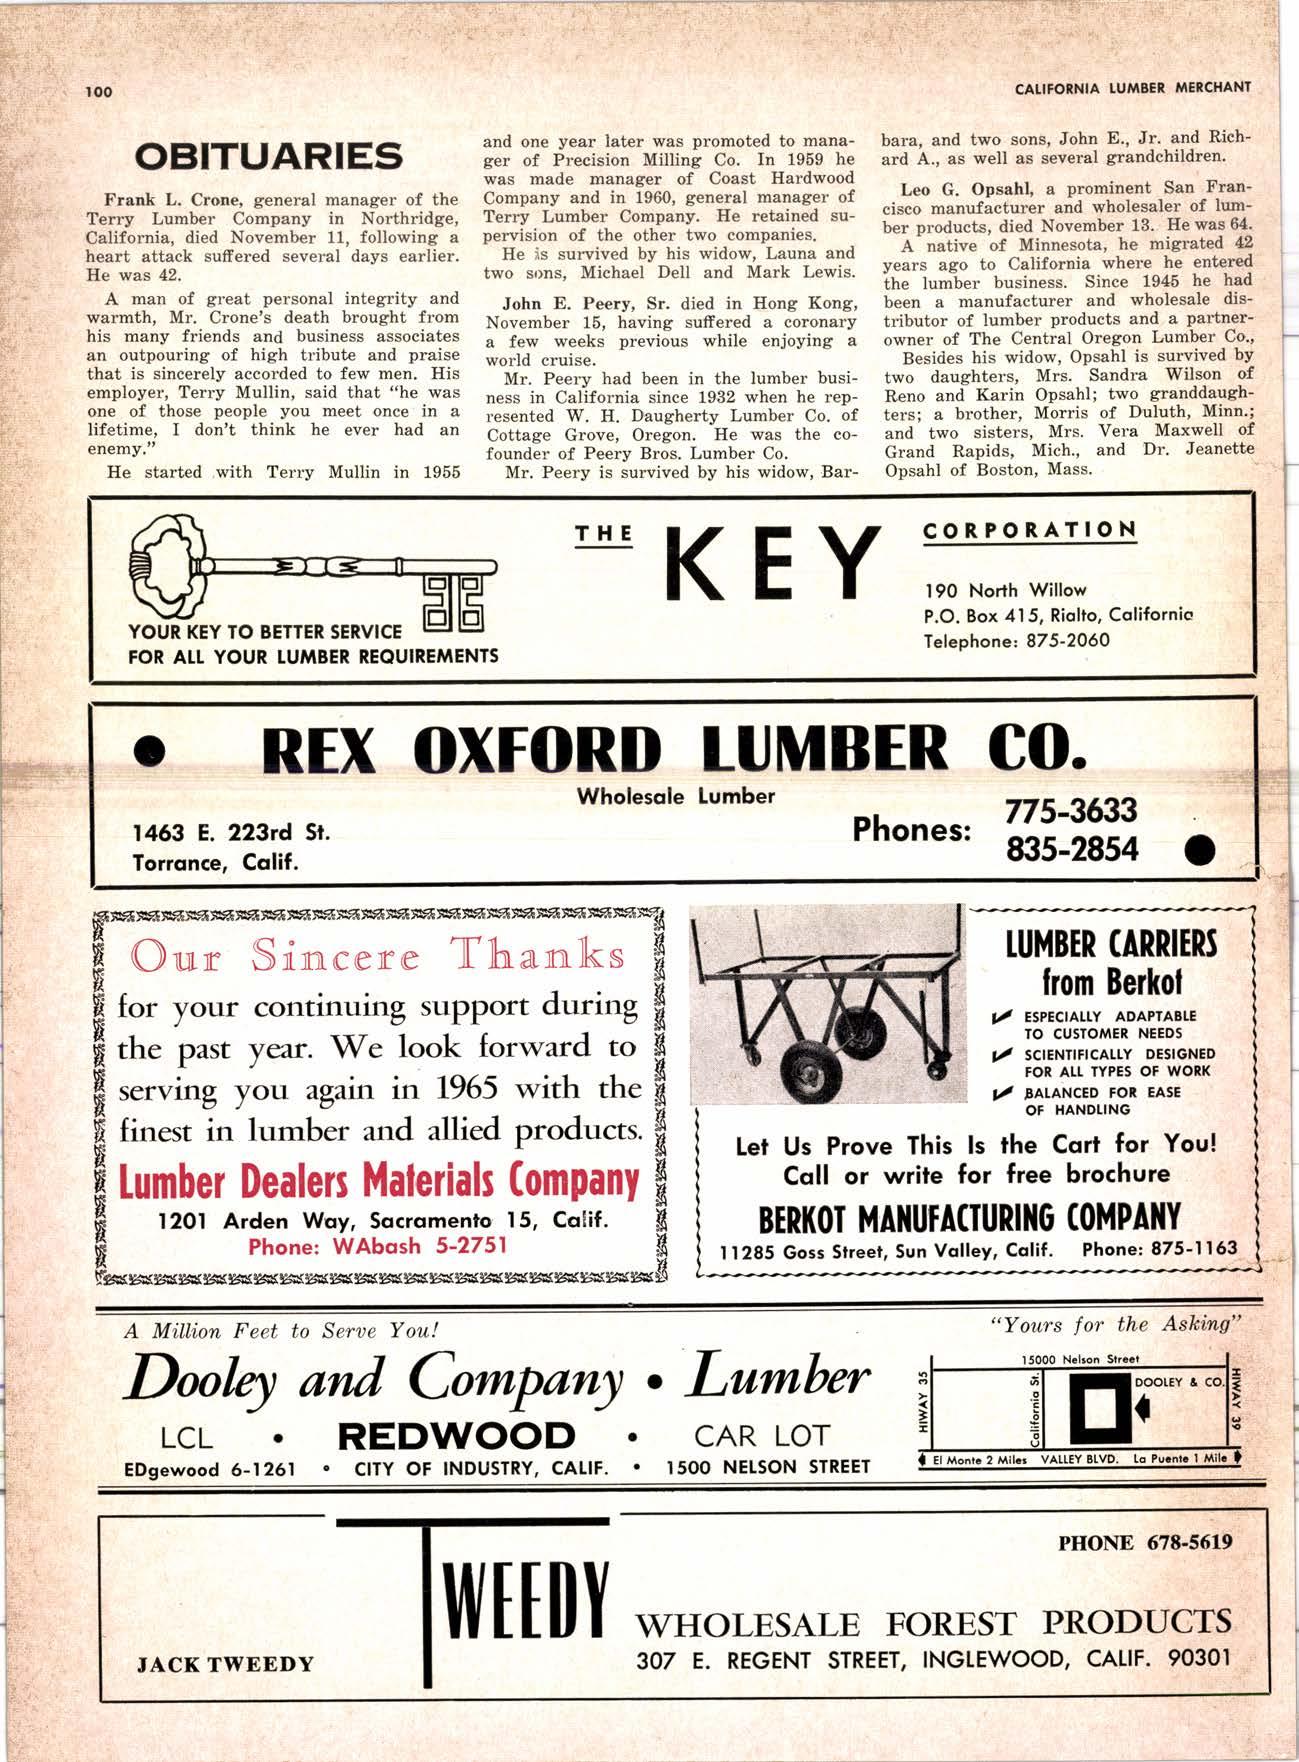 100
CALIFORNIA LUMBER MERCHANT
OBITUARIES
Frank L. Crone, general manager of the
Terry Lumber Company in Northridge,
California, died November 11, following a
heart attack suffered several days earlier.
He was 42.
A man of great personal integrity and
warmth, Mr. Crone's death brought from
his many friends and business associates
an outpouring of high tribute and praise
that is sincerely accorded to few men. His
employer, Terry Mullin, said that "he was
one of those people you meet once in a
lifetime, I don't think he ever had an
enemy."
He started with Terry Mullin in 1955
and one year later was promoted to mana-
ger of Precision Milling Co. In 1959 he
was made manager of Coast Hardwood
Company and in 1960, general manager of
Terry Lumber Company. He retained su-
pervision of the other two companies.
He is survived by his widow, Launa and
two sons, Michael Dell and Mark Lewis.
John E. Peery, Sr. died in Hong Kong,
November 15, having suffered a coronary
a few weeks previous while enjoying a
world cruise.
Mr. Peery had been in the lumber busi-
ness in California since 1932 when he rep-
resented W. H. Daugherty Lumber Co. of
Cottage Grove, Oregon. He was the co-
founder of Peery Bros. Lumber Co.
Mr. Peery is survived by his widow, Bar-
bara, and two sons, John E., Jr. and Rich-
ard A., as well as several grandchildren.
Leo G. Opsahl, a prominent San Fran-
cisco manufacturer and wholesaler of lum-
ber products, died November 13. He was 64.
A native of Minnesota, he migrated 42
years ago to California where he entered
the lumber business. Since 1945 he had
been a manufacturer and wholesale dis-
tributor of lumber products and a partner-
owner of The Central Oregon Lumber Co.,
Besides his widow, Opsahl is survived by
two daughters, Mrs. Sandra Wilson of
Reno and Karin Opsahl; two granddaugh-
ters; a brother, Morris of Duluth, Minn.;
and two sisters, Mrs. Vera Maxwell of
Grand Rapids, Mich., and Dr. Jeanette
Opsahl of Boston, Mass.
THE KEY CORPORATION
YOUR KEY TO BETTER SERVICE
FOR ALL YOUR LUMBER REQUIREMENTS
190 North Willow
P.O. Box 415, Rialto, California
Telephone: 875-2060
• REX OXFORD LUMBER CO.
Wholesale Lumber
1463 E. 223rd St.
Torrance, Calif.
Phones: 775-3633
835-2854 •
Our Sincere Thanks
for your continuing support during
the past year. We look forward to
serving you again in 1965 with the
finest in lumber and allied products.
Lumber Dealers Materials Company
1201 Arden Way, Sacramento 15, Calif.
Phone: WAbash 5-2751
LUMBER CARRIERS
from Berkot
ESPECIALLY ADAPTABLE
TO CUSTOMER NEEDS
SCIENTIFICALLY DESIGNED
FOR ALL TYPES OF WORK
BALANCED FOR EASE
OF HANDLING
Let Us Prove This Is the Cart for You!
Call or write for free brochure
BERKOT MANUFACTURING COMPANY
11285 Goss Street, Sun Valley, Calif. Phone: 875-1163
A Million Feet to Serve You!
"Yours for the Asking"
Dooley and Company • Lumber
LCL • REDWOOD • CAR LOT
EDgewood 6-1261 • CITY OF INDUSTRY, CALIF. • 1500 NELSON STREET
15000 Nelson Street
HIWAY 35
California St.
DOOLEY & CO.
HIWAY 39
El Monte 2 Miles VALLEY BLVD. La Puente 1 Mile
PHONE 678-5619
TWEEDY
WHOLESALE FOREST PRODUCTS
JACK TWEEDY
307 E. REGENT STREET, INGLEWOOD, CALIF. 90301